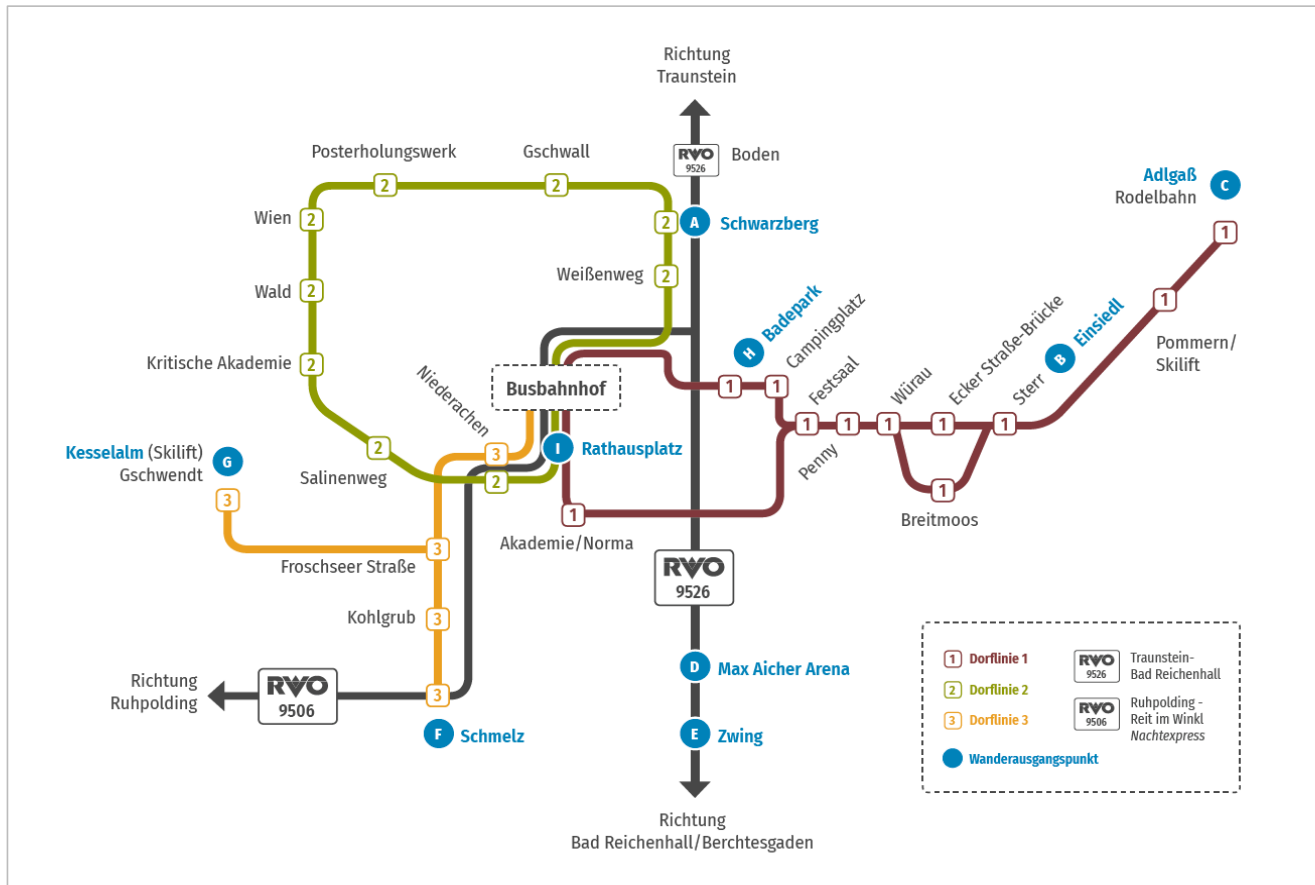 Richtung
Traunstein
RVO
9526
Boden
Posterholungswerk
Gschwall
2
2
Adlgaß
Rodelbahn
C
Wien
2
2
A
Schwarzberg
1
Weißenweg
2
Wald
2
Badepark
H
Campingplatz
Festsaal
Würau
Ecker Straße-Brücke
Sterr
B
Einsiedl
1
Pommern/
Skilift
Kritische Akademie
2
Niederachen
Busbahnhof
1
1
1
1
1
1
1
Penny
Kesselalm (Skilift)
Gschwendt
G
Salinenweg
2
3
I
Rathausplatz
2
3
1
Breitmoos
1
Akademie/Norma
Froschseer Straße
3
RVO
9526
Kohlgrub
3
Richtung
Ruhpolding
RVO
9506
3
F
Schmelz
D
Max Aicher Arena
E
Zwing
Richtung
Bad Reichenhall/Berchtesgaden
1 Dorflinie 1
2 Dorflinie 2
3 Dorflinie 3
Wanderausgangspunkt
RVO
9526
Traunstein-
Bad Reichenhall
RVO
9506
Ruhpolding -
Reit im Winkl
Nachtexpress